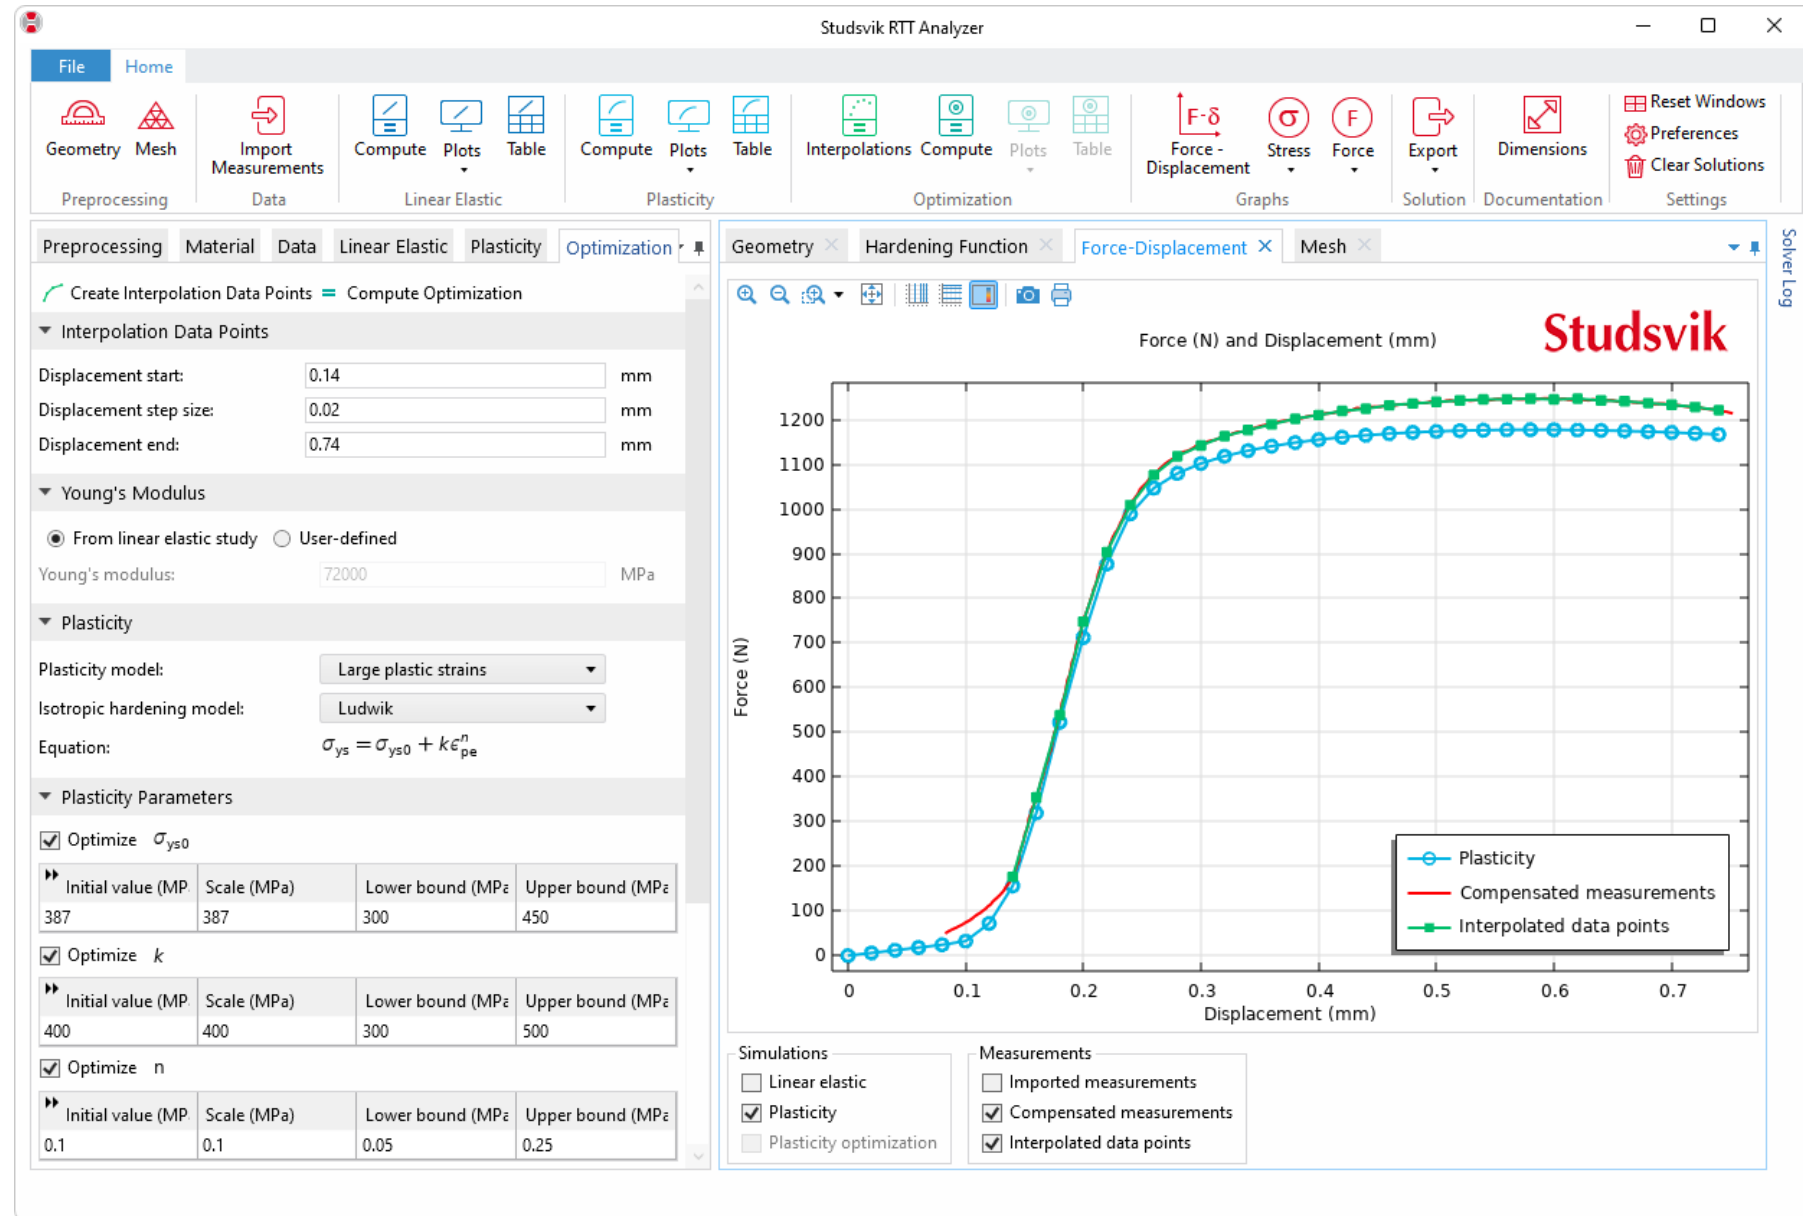 Studsvik RTT Analyzer
File Home
Geometry Mesh Import Measurements Compute Plots Table Compute Plots Table Interpolations Compute Plots Table F-δ Force - Displacement σ Stress F Force Export Dimensions Reset Windows
Preferences
Clear Solutions
Preprocessing Data Linear Elastic Plasticity Optimization Graphs Solution Documentation Settings
Preprocessing Material Data Linear Elastic Plasticity Optimization
Create Interpolation Data Points = Compute Optimization
Interpolation Data Points
Displacement start: 0.14 mm
Displacement step size: 0.02 mm
Displacement end: 0.74 mm
Young's Modulus
From linear elastic study User-defined
Young's modulus: 72000 MPa
Plasticity
Plasticity model: Large plastic strains
Isotropic hardening model: Ludwik
Equation: σys = σys0 + kϵpe^n
Plasticity Parameters
Optimize σys0
Initial value (MP Scale (MPa) Lower bound (MPa Upper bound (MPa
387 387 300 450
Optimize k
Initial value (MP Scale (MPa) Lower bound (MPa Upper bound (MPa
400 400 300 500
Optimize n
Initial value (MP Scale (MPa) Lower bound (MPa Upper bound (MPa
0.1 0.1 0.05 0.25
Geometry Hardening Function Force-Displacement Mesh
Solver Log
Force (N) and Displacement (mm)
Studsvik
1200
1100
1000
900
800
700
600
500
400
300
200
100
0
Force (N)
Plasticity
Compensated measurements
Interpolated data points
0 0.1 0.2 0.3 0.4 0.5 0.6 0.7
Displacement (mm)
Simulations
Linear elastic
Plasticity
Plasticity optimization
Measurements
Imported measurements
Compensated measurements
Interpolated data points